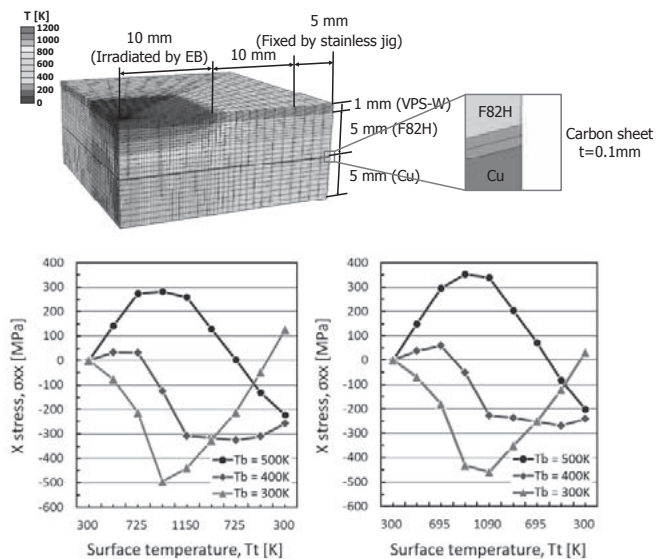 T [K]
1200
1000
800
600
400
200
0
10 mm
(Irradiated by EB)
10 mm
5 mm
(Fixed by stainless jig)
1 mm (VPS-W)
5 mm (F82H)
5 mm (Cu)
F82H
Cu
Carbon sheet
t=0.1mm
X stress, σxx [MPa]
400
300
200
100
0
-100
-200
-300
-400
-500
-600
Tb = 500K
Tb = 400K
Tb = 300K
300 725 1150 725 300
Surface temperature, Tt [K]
X stress, σxx [MPa]
400
300
200
100
0
-100
-200
-300
-400
-500
-600
Tb = 500K
Tb = 400K
Tb = 300K
300 695 1090 695 300
Surface temperature, Tt [K]